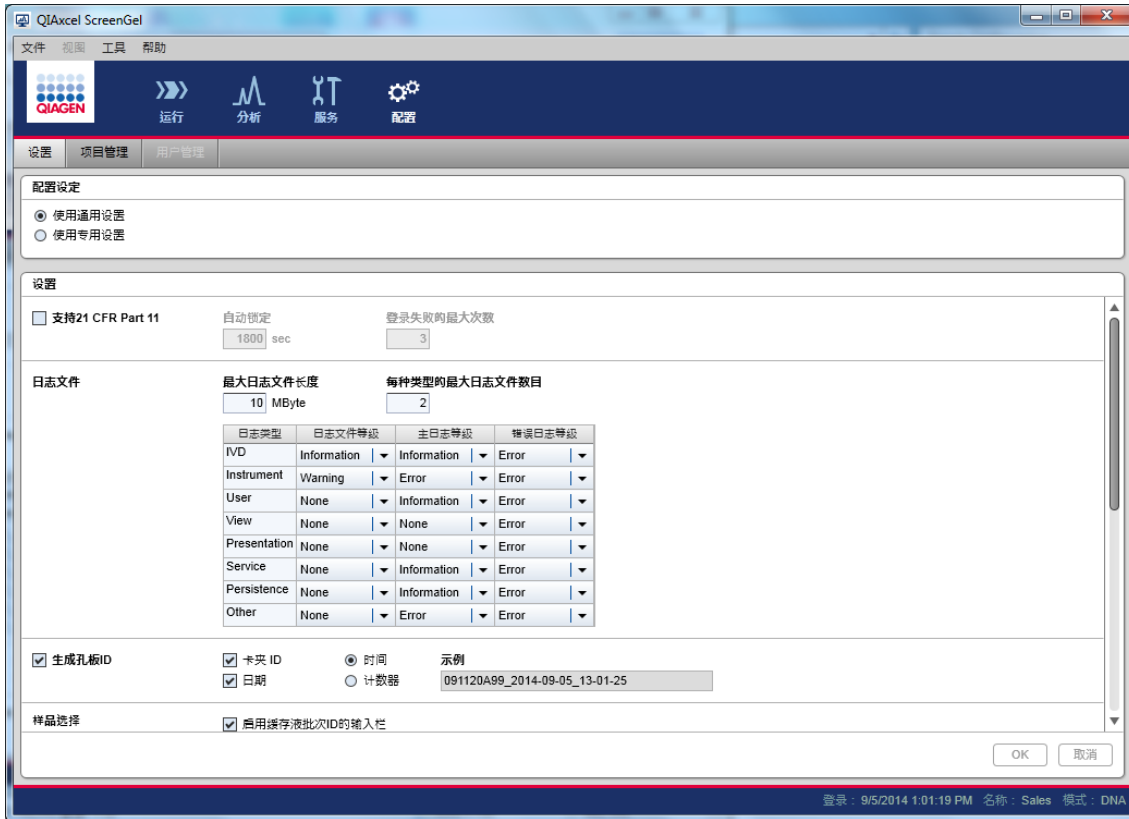 QIAxcel ScreenGel
文件 视图 工具 帮助
QIAGEN
运行 分析 服务 配置
设置 项目管理 用户管理
配置设定
使用通用设置
使用专用设置
设置
支持21 CFR Part 11 自动锁定 登录失败的最大次数
1800 sec 3
日志文件 最大日志文件长度 每种类型的最大日志文件数目
10 MByte 2
日志类型 日志文件等级 主日志等级 错误日志等级
IVD Information Information Error
Instrument Warning Error Error
User None Information Error
View None None Error
Presentation None None Error
Service None Information Error
Persistence None Information Error
Other None Error Error
生成孔板ID 卡夹 ID 时间 示例
日期 计数器 091120A99_2014-09-05_13-01-25
样品选择 启用缓存液批次ID的输入栏
OK 取消
登录 : 9/5/2014 1:01:19 PM 名称 : Sales 模式 : DNA